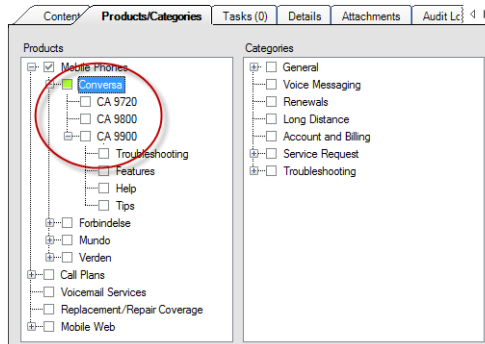 Content Products/Categories Tasks (0) Details Attachments Audit Lo
Products
Mobile Phones
Conversa
CA 9720
CA 9800
CA 9900
Troubleshooting
Features
Help
Tips
Forbindelse
Mundo
Verden
Call Plans
Voicemail Services
Replacement/Repair Coverage
Mobile Web
Categories
General
Voice Messaging
Renewals
Long Distance
Account and Billing
Service Request
Troubleshooting